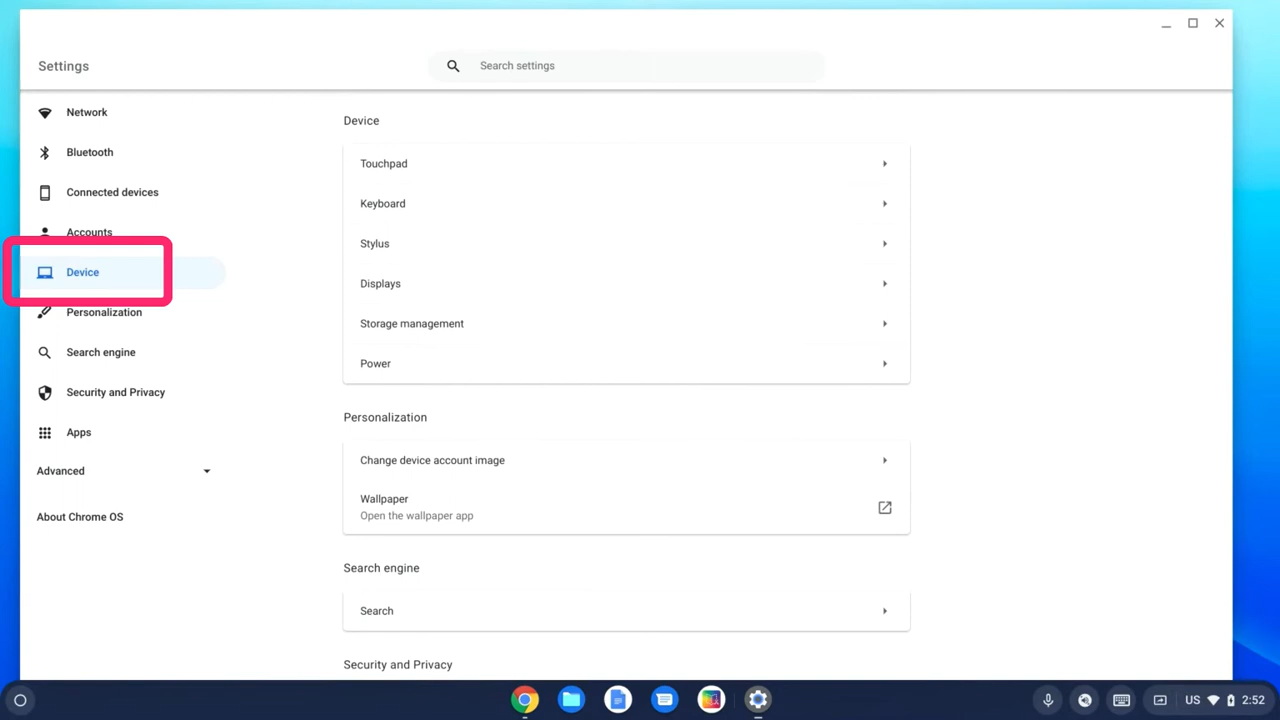 Settings
Search settings
Network
Bluetooth
Connected devices
Accounts
Device
Personalization
Search engine
Security and Privacy
Apps
Advanced
About Chrome OS
Device
Touchpad
Keyboard
Stylus
Displays
Storage management
Power
Personalization
Change device account image
Wallpaper
Open the wallpaper app
Search engine
Search
Security and Privacy
US 2:52